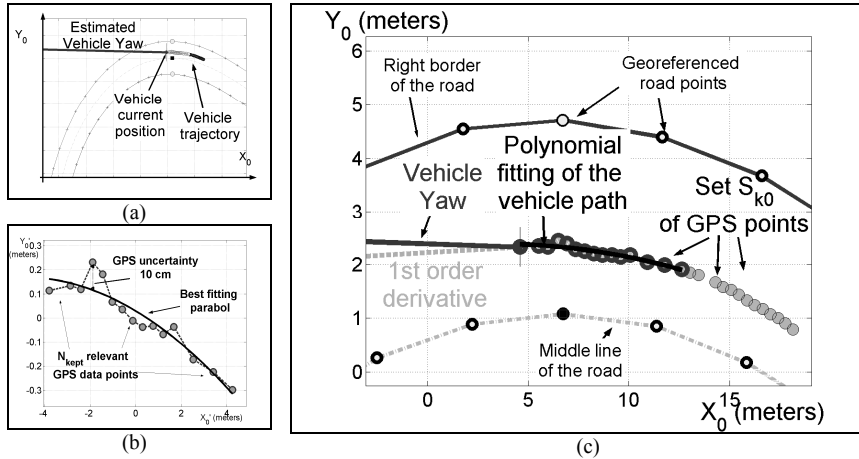 Y0
Estimated
Vehicle Yaw
Vehicle
current
position
Vehicle
trajectory
X0
(a)
Y0'
(meters)
0.3
0.2
0.1
0
-0.1
-0.2
-0.3
GPS uncertainty
10 cm
Best fitting
parabol
Nkept relevant
GPS data points
-4
-2
0
2
4
X0' (meters)
(b)
Y0 (meters)
6
5
4
3
2
1
0
Right border
of the road
Georeferenced
road points
Polynomial
fitting of the
vehicle path
Vehicle
Yaw
Set Sk0
of GPS points
1st order
derivative
Middle line
of the road
0
5
10
15
X0 (meters)
(c)